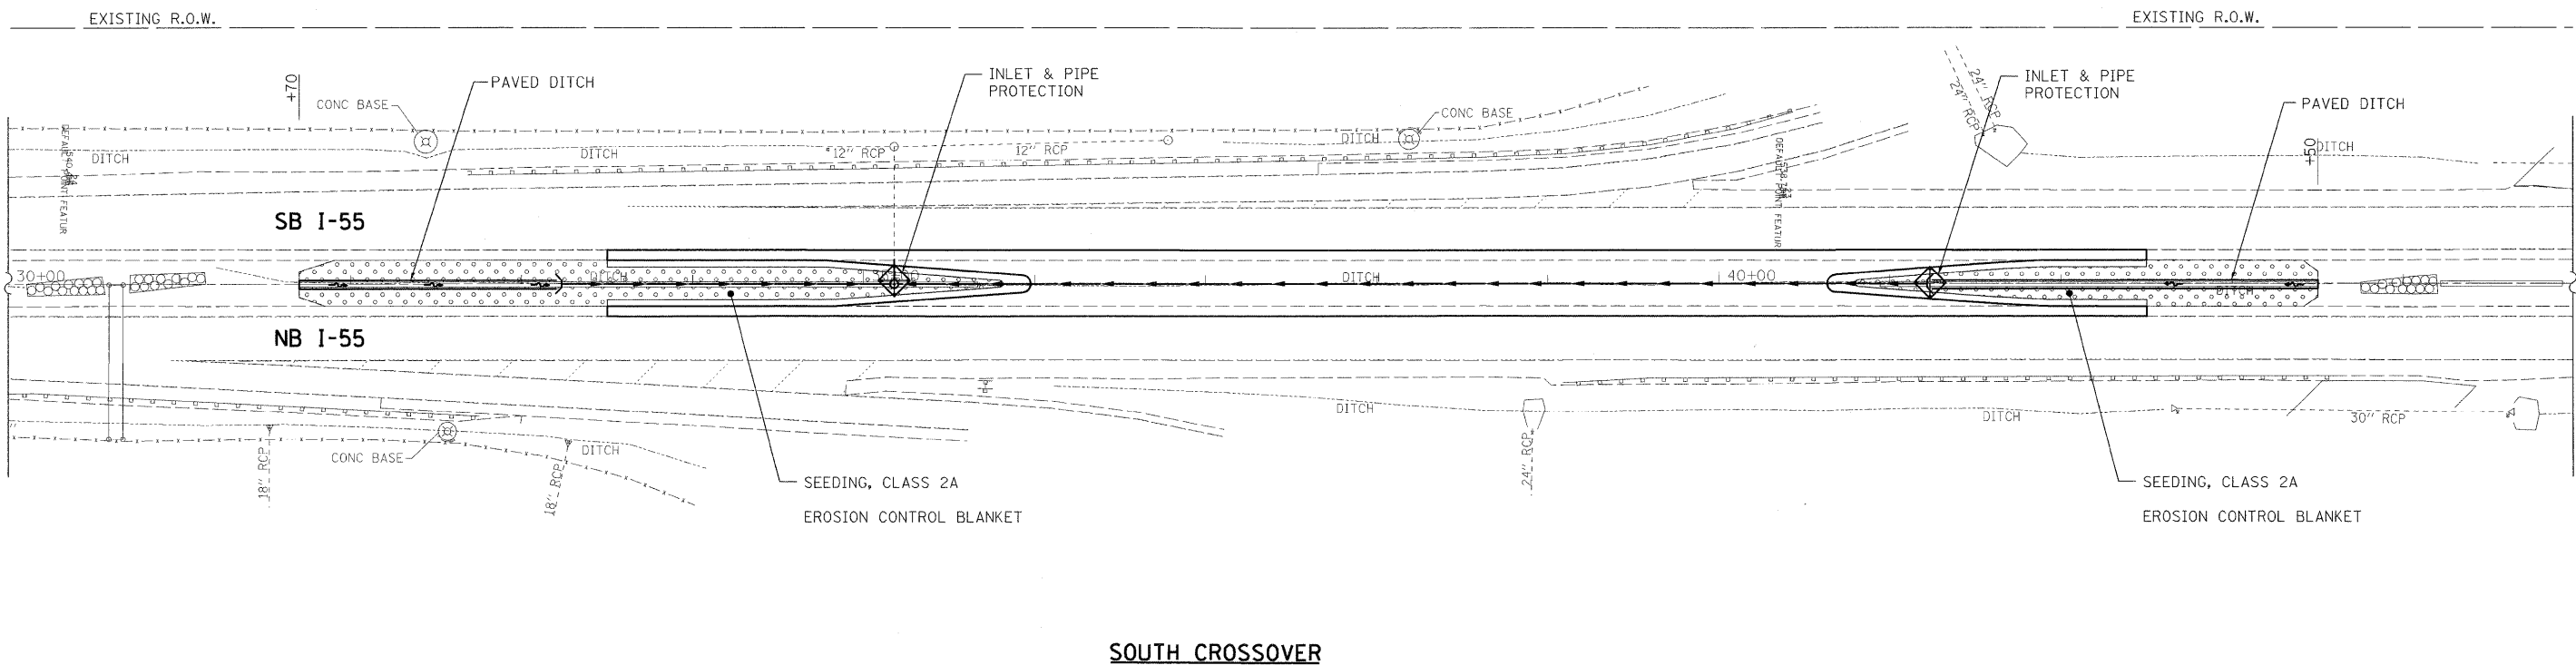 EXISTING R.O.W.
EXISTING R.O.W.
+70
PAVED DITCH
INLET & PIPE
PROTECTION
CONC BASE
CONC BASE
24" RCP
24" RCP
INLET & PIPE
PROTECTION
PAVED DITCH
+50
DITCH
DITCH
12" RCP
12" RCP
DITCH
DITCH
DEFAULT POINT FEATUR
SB I-55
30+00
DITCH
DITCH
40+00
DITCH
NB I-55
DITCH
DITCH
30" RCP
CONC BASE
DITCH
18" RCP
18" RCP
24" RCP
SEEDING, CLASS 2A
EROSION CONTROL BLANKET
SEEDING, CLASS 2A
EROSION CONTROL BLANKET
SOUTH CROSSOVER